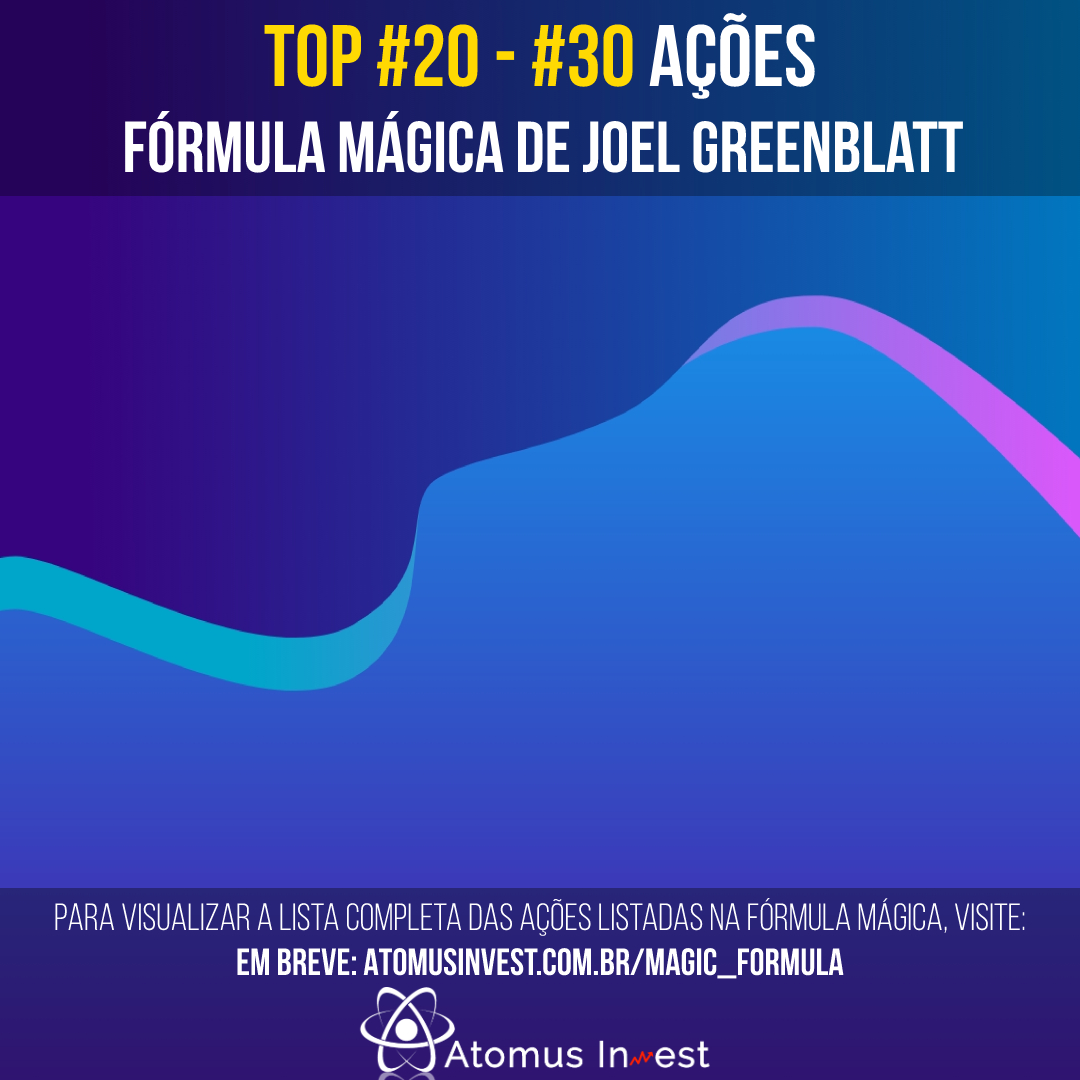 TOP #20 - #30 AÇÕES
FÓRMULA MÁGICA DE JOEL GREENBLATT
PARA VISUALIZAR A LISTA COMPLETA DAS AÇÕES LISTADAS NA FÓRMULA MÁGICA, VISITE:
EM BREVE: ATOMUSINVEST.COM.BR/MAGIC_FORMULA
Atomus Invest